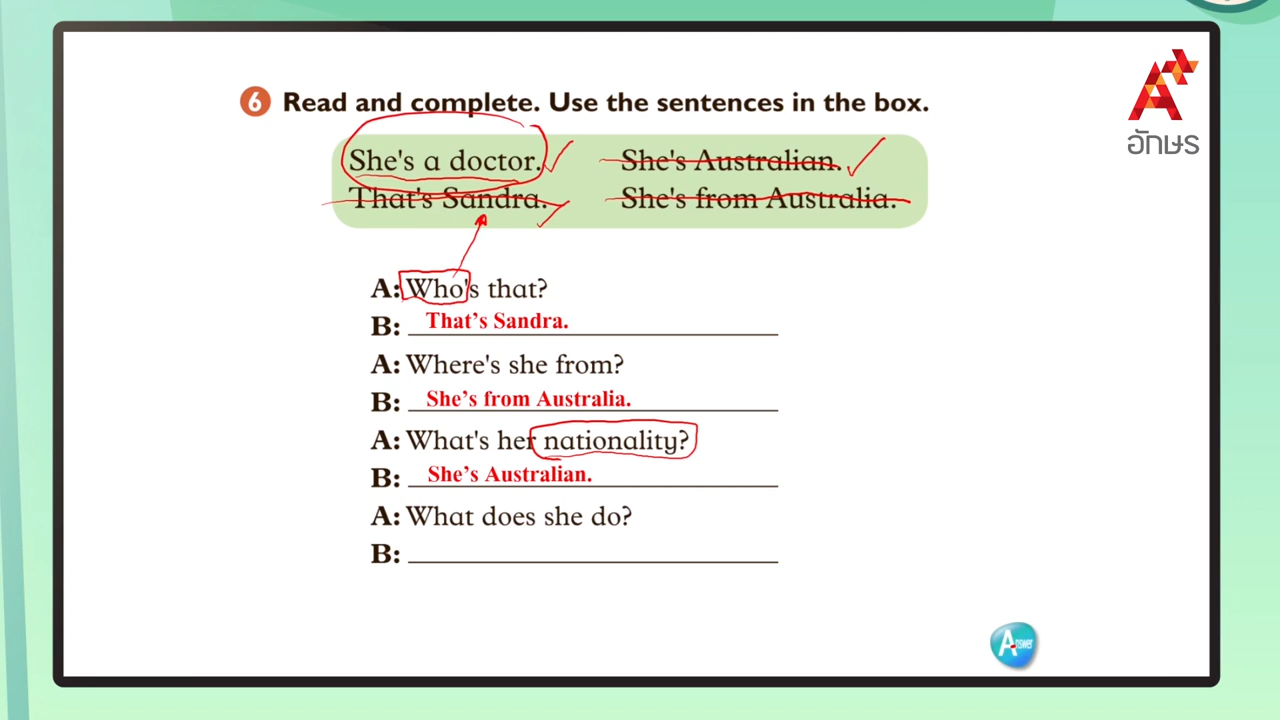 อักษร
6 Read and complete. Use the sentences in the box.
She's a doctor. She's Australian.
That's Sandra. She's from Australia.
A: Who's that?
B: That's Sandra.
A: Where's she from?
B: She's from Australia.
A: What's her nationality?
B: She's Australian.
A: What does she do?
B:
Answer